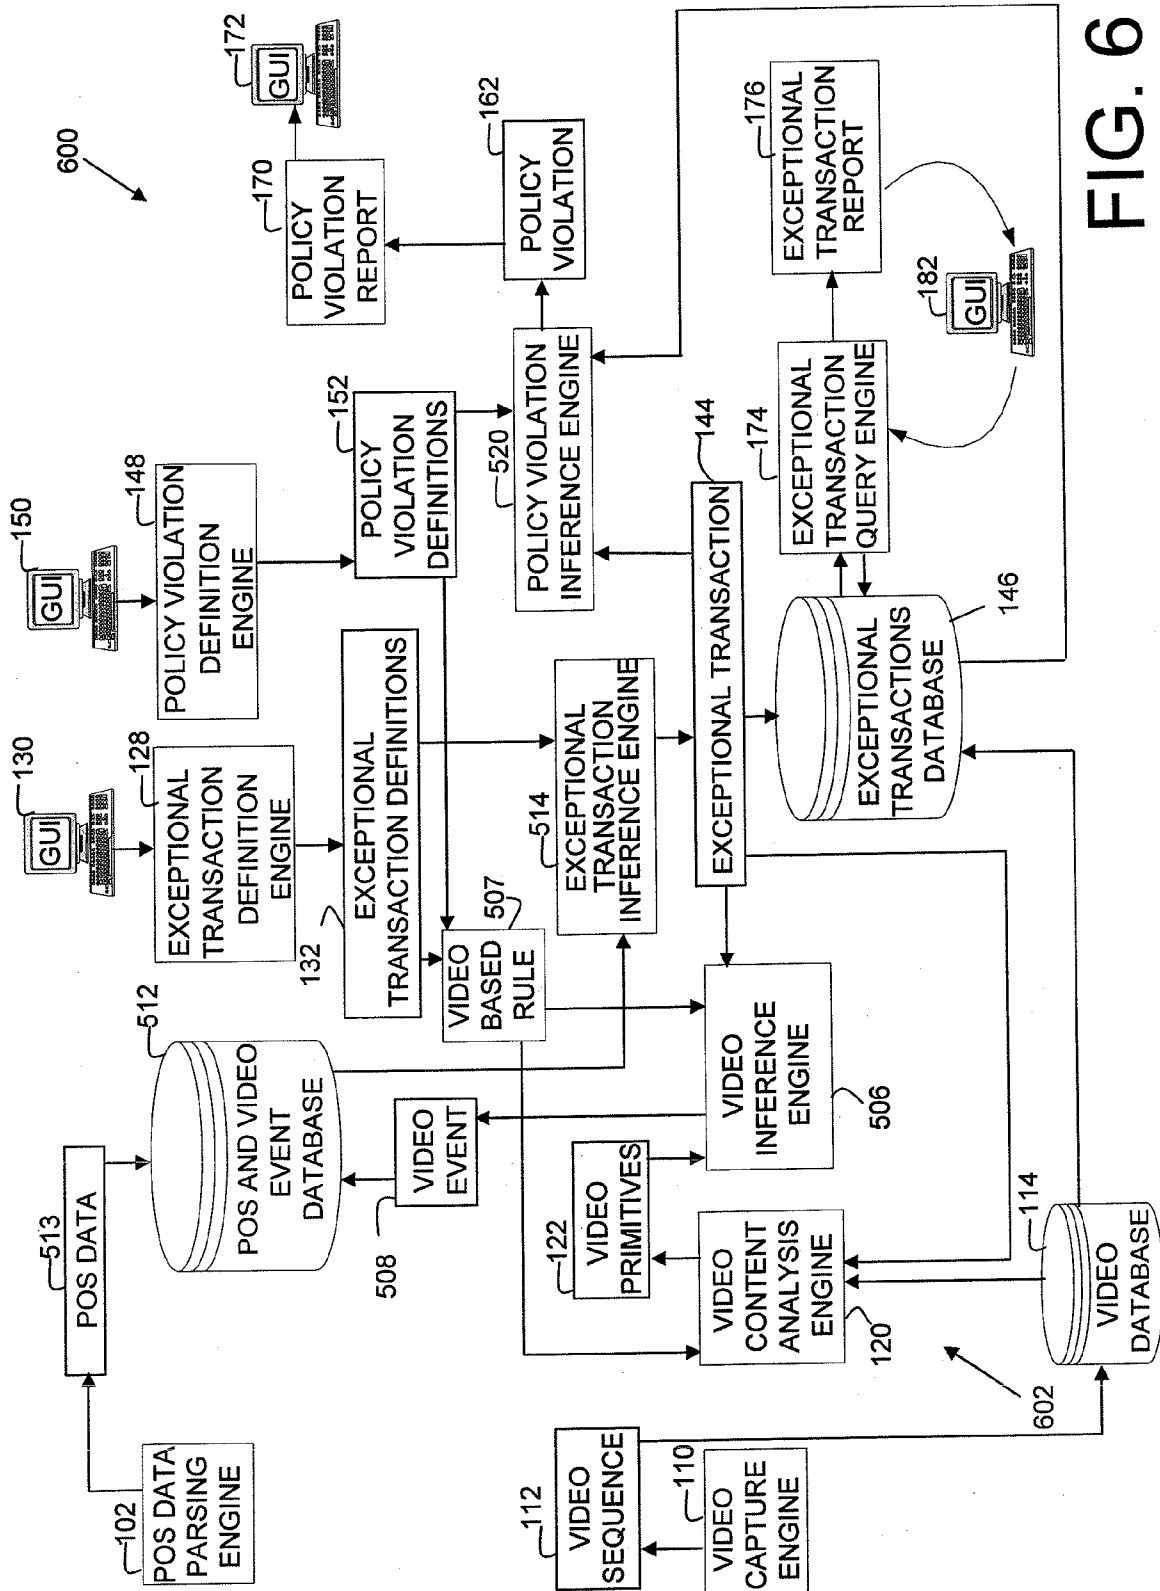 600
150
GUI
148
POLICY VIOLATION
DEFINITION
ENGINE
130
GUI
128
EXCEPTIONAL
TRANSACTION
DEFINITION
ENGINE
172
GUI
170
POLICY
VIOLATION
REPORT
162
POLICY
VIOLATION
152
POLICY
VIOLATION
DEFINITIONS
520
POLICY VIOLATION
INFERENCE ENGINE
132
EXCEPTIONAL
TRANSACTION DEFINITIONS
507
VIDEO
BASED
RULE
514
EXCEPTIONAL
TRANSACTION
INFERENCE ENGINE
144
EXCEPTIONAL TRANSACTION
174
EXCEPTIONAL
TRANSACTION
QUERY ENGINE
176
EXCEPTIONAL
TRANSACTION
REPORT
182
GUI
146
EXCEPTIONAL
TRANSACTIONS
DATABASE
102
POS DATA
PARSING
ENGINE
513
POS DATA
512
POS AND VIDEO
EVENT
DATABASE
508
VIDEO
EVENT
506
VIDEO
INFERENCE
ENGINE
122
VIDEO
PRIMITIVES
120
VIDEO
CONTENT
ANALYSIS
ENGINE
112
VIDEO
SEQUENCE
110
VIDEO
CAPTURE
ENGINE
602
114
VIDEO
DATABASE
FIG. 6